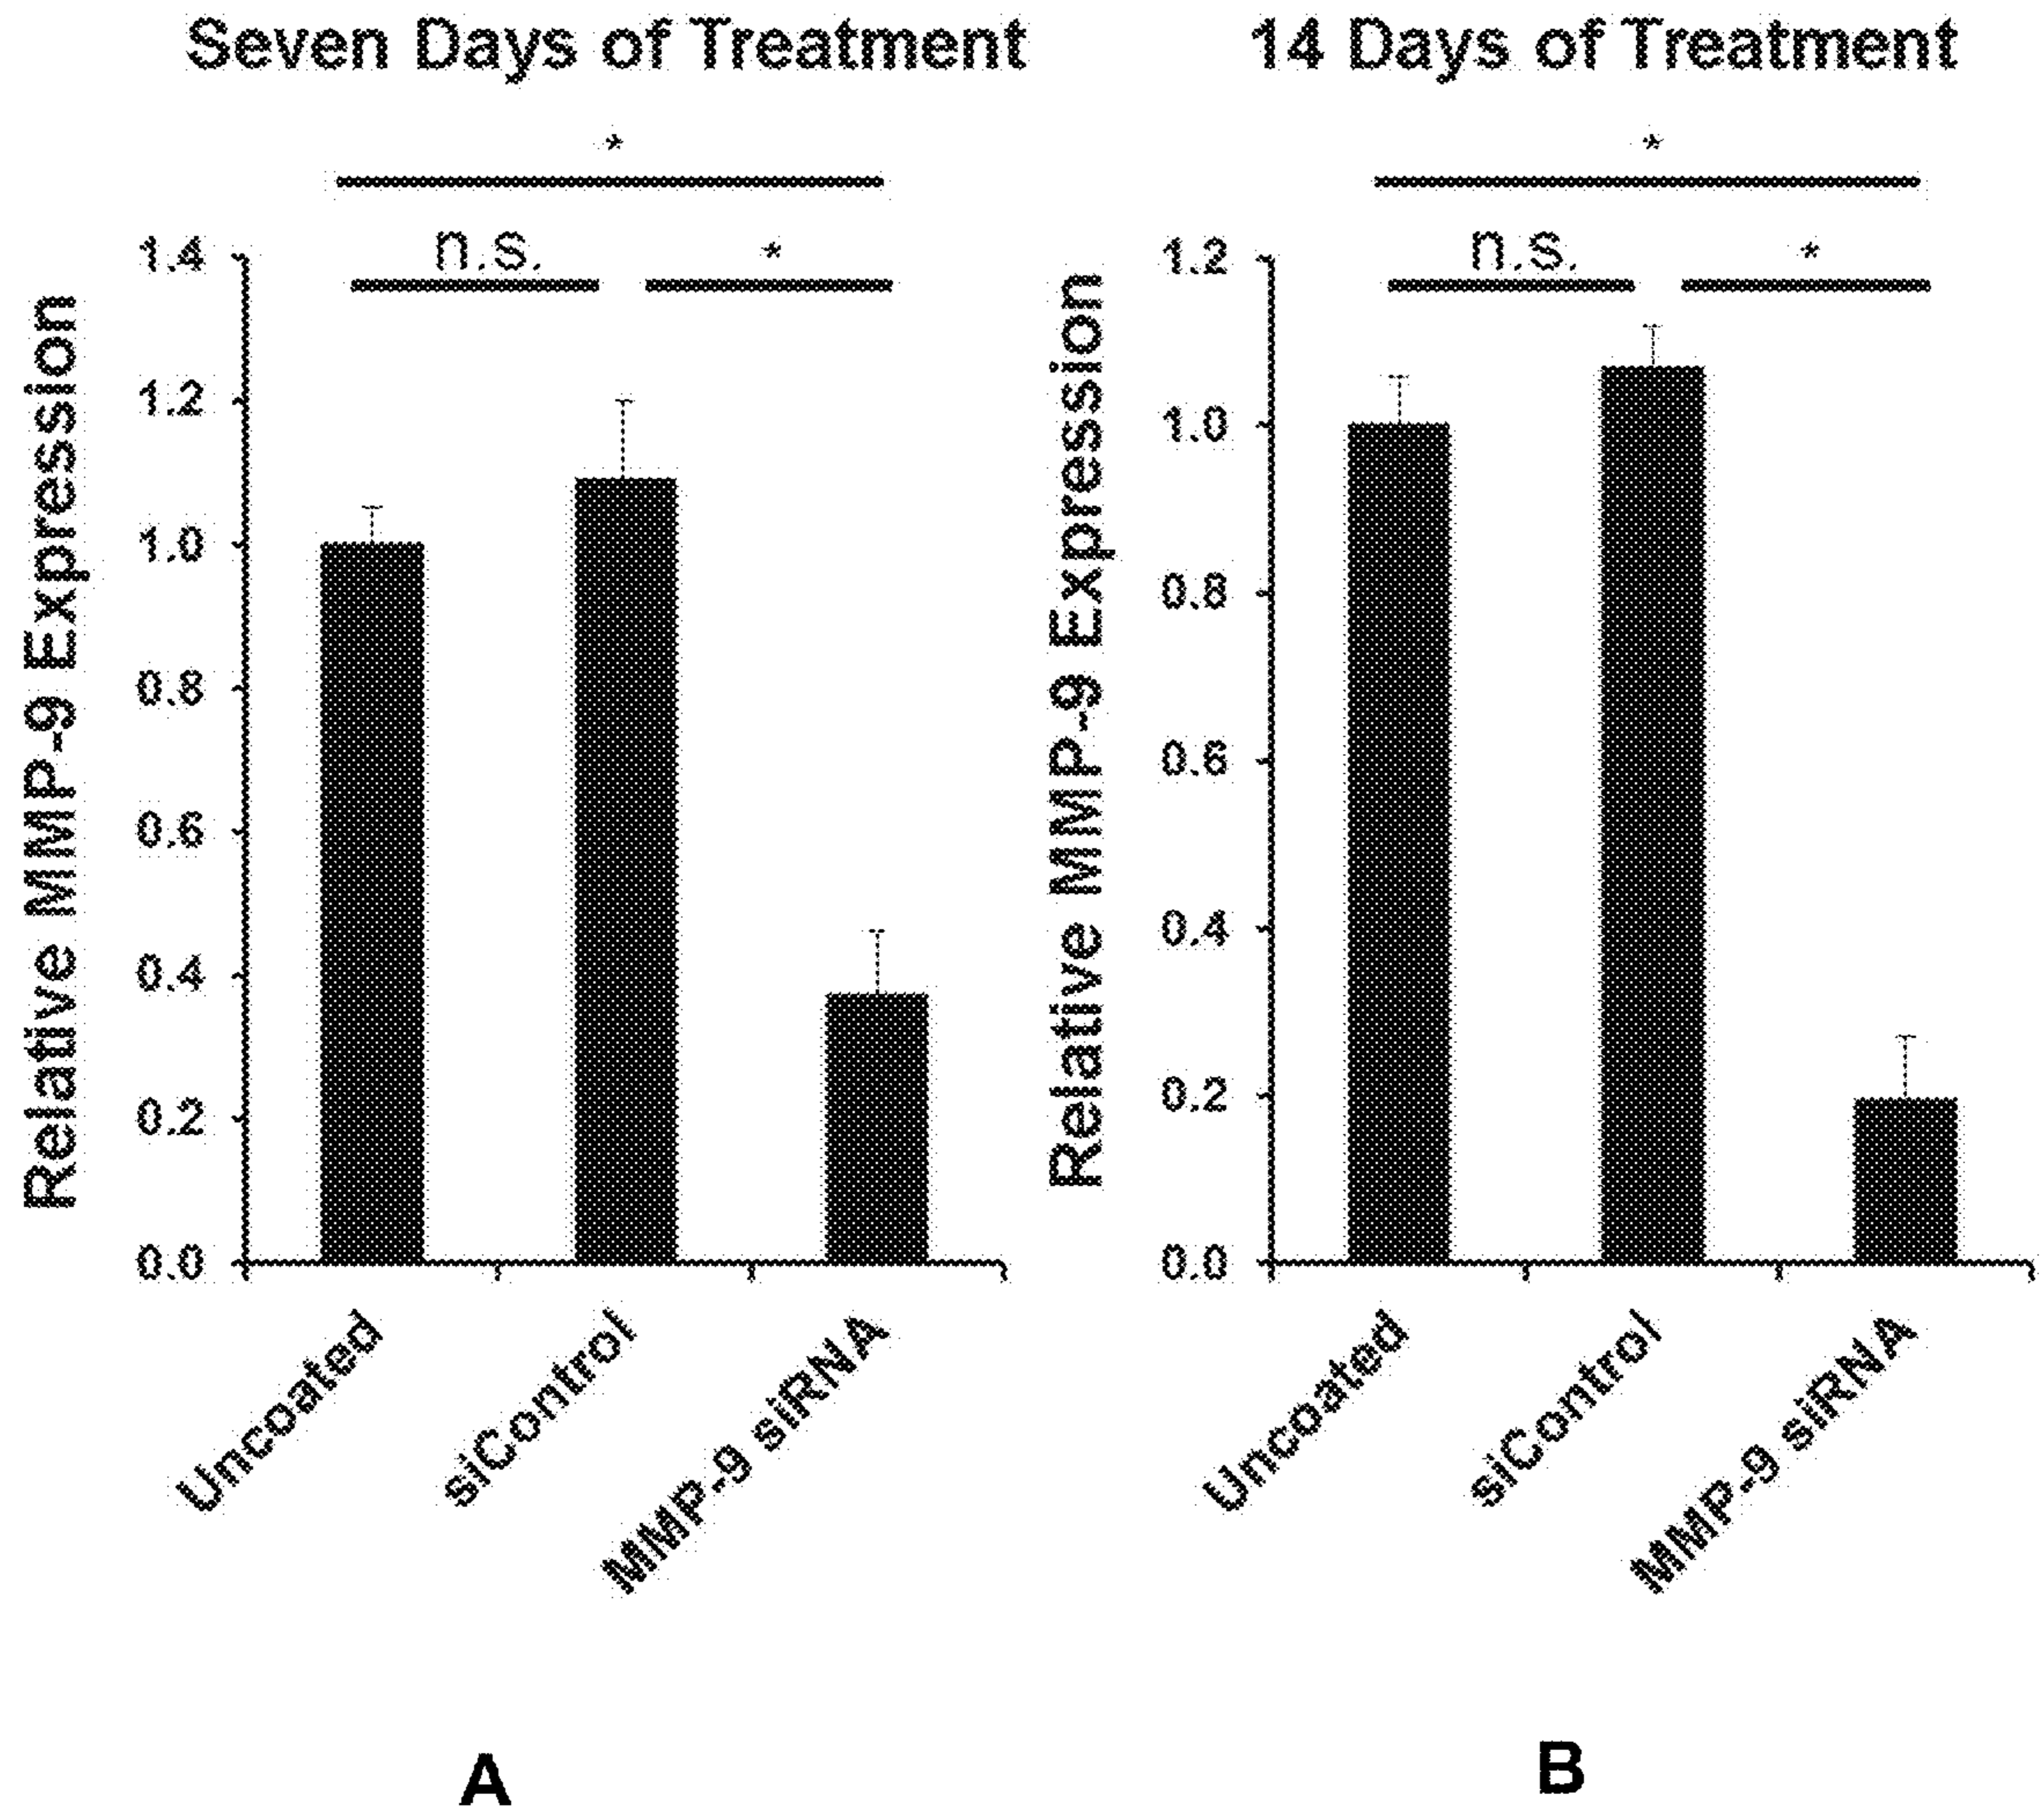 Seven Days of Treatment
*
n.s.
*
Relative MMP-9 Expression
1.4
1.2
1.0
0.8
0.6
0.4
0.2
0.0
Uncoated
siControl
MMP-9 siRNA
A
14 Days of Treatment
*
n.s.
*
Relative MMP-9 Expression
1.2
1.0
0.8
0.6
0.4
0.2
0.0
Uncoated
siControl
MMP-9 siRNA
B